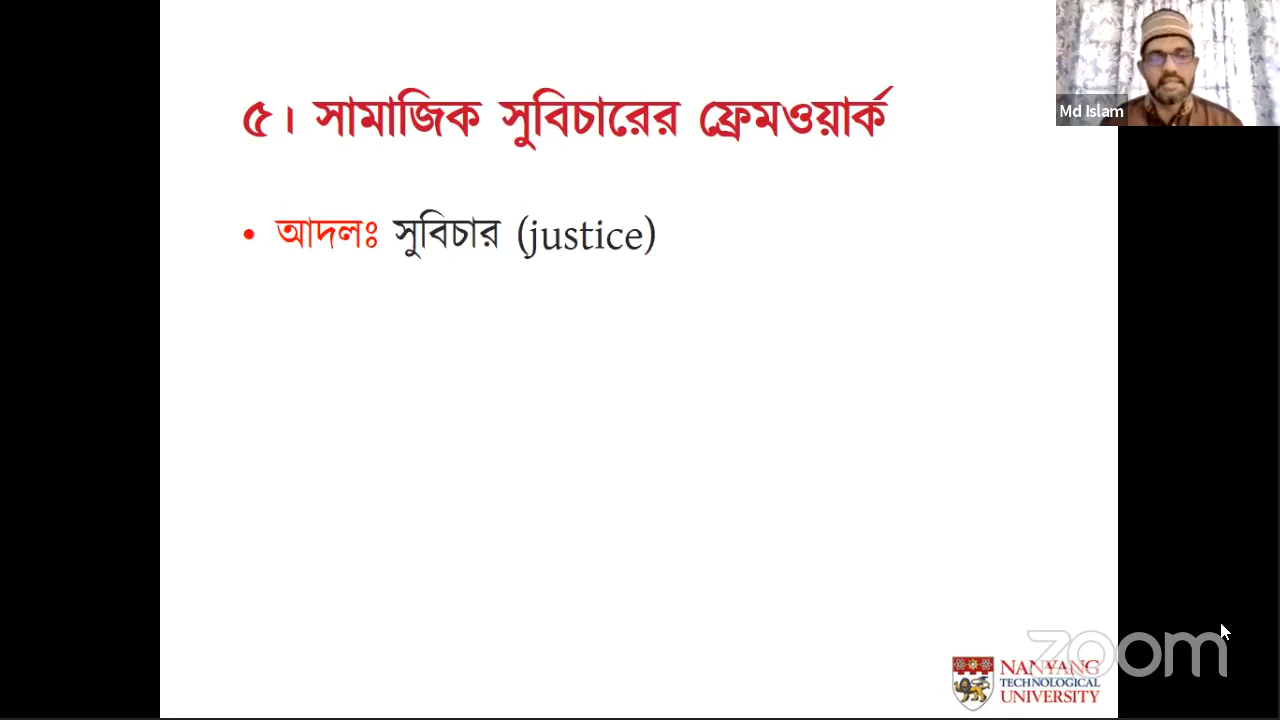 ৫। সামাজিক সুবিচারের ফ্রেমওয়ার্ক
Md Islam
• আদলঃ সুবিচার (justice)
zoom
NANYANG
TECHNOLOGICAL
UNIVERSITY